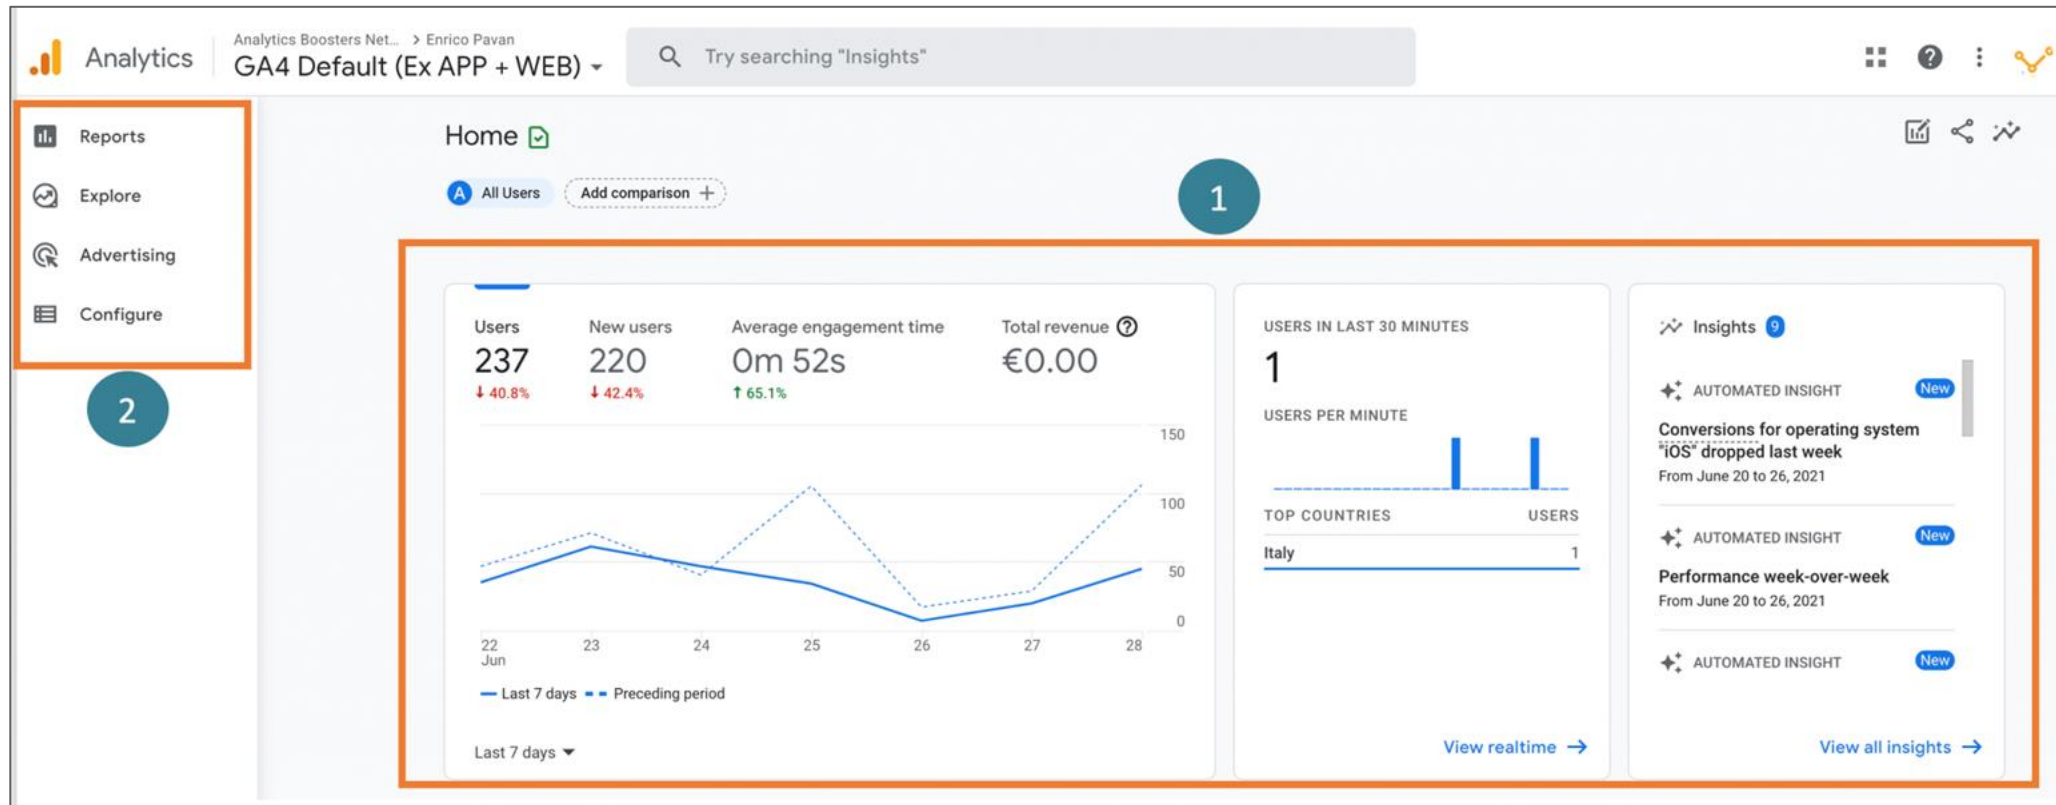 Analytics
Analytics Boosters Net... > Enrico Pavan
GA4 Default (Ex APP + WEB)
Try searching "Insights"
Reports
Explore
Advertising
Configure
2
Home
A All Users
Add comparison +
1
Users
237
40.8%
New users
220
42.4%
Average engagement time
0m 52s
65.1%
Total revenue
€0.00
150
100
50
0
22 23 24 25 26 27 28
Jun
Last 7 days Preceding period
Last 7 days
USERS IN LAST 30 MINUTES
1
USERS PER MINUTE
TOP COUNTRIES USERS
Italy 1
View realtime
Insights 9
AUTOMATED INSIGHT New
Conversions for operating system
"iOS" dropped last week
From June 20 to 26, 2021
AUTOMATED INSIGHT New
Performance week-over-week
From June 20 to 26, 2021
AUTOMATED INSIGHT New
View all insights